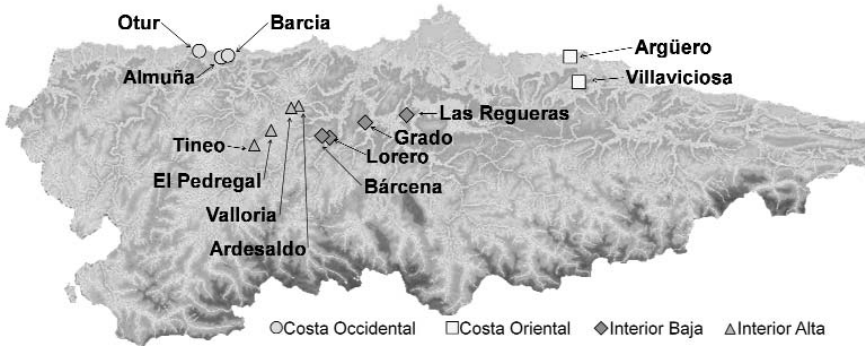 Otur
Barcia
Almuña
Argüero
Villaviciosa
Las Regueras
Grado
Tineo
Lorero
El Pedregal
Bárcena
Valloria
Ardesaldo
Costa Occidental
Costa Oriental
Interior Baja
Interior Alta